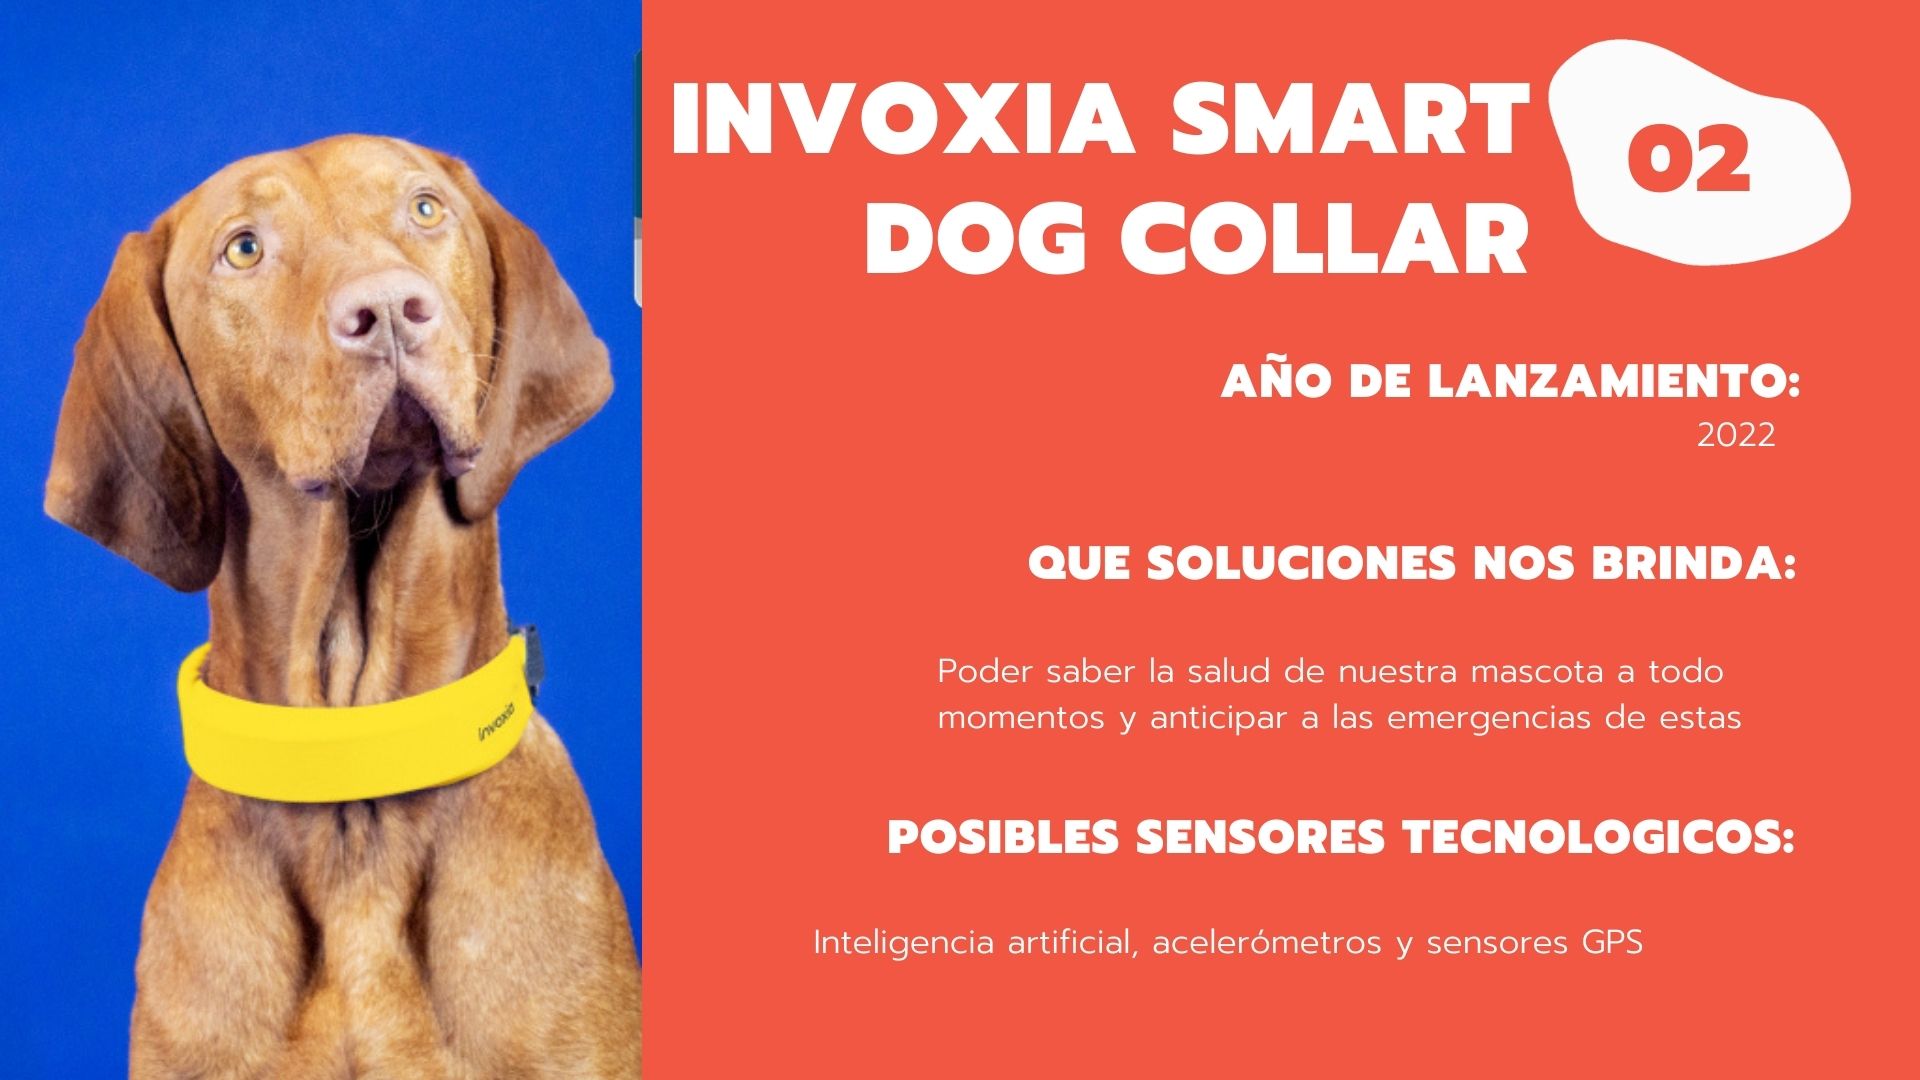 INVOXIA SMART
DOG COLLAR
02
AÑO DE LANZAMIENTO:
2022
QUE SOLUCIONES NOS BRINDA:
Poder saber la salud de nuestra mascota a todo
momentos y anticipar a las emergencias de estas
POSIBLES SENSORES TECNOLOGICOS:
Inteligencia artificial, acelerómetros y sensores GPS
invoxia